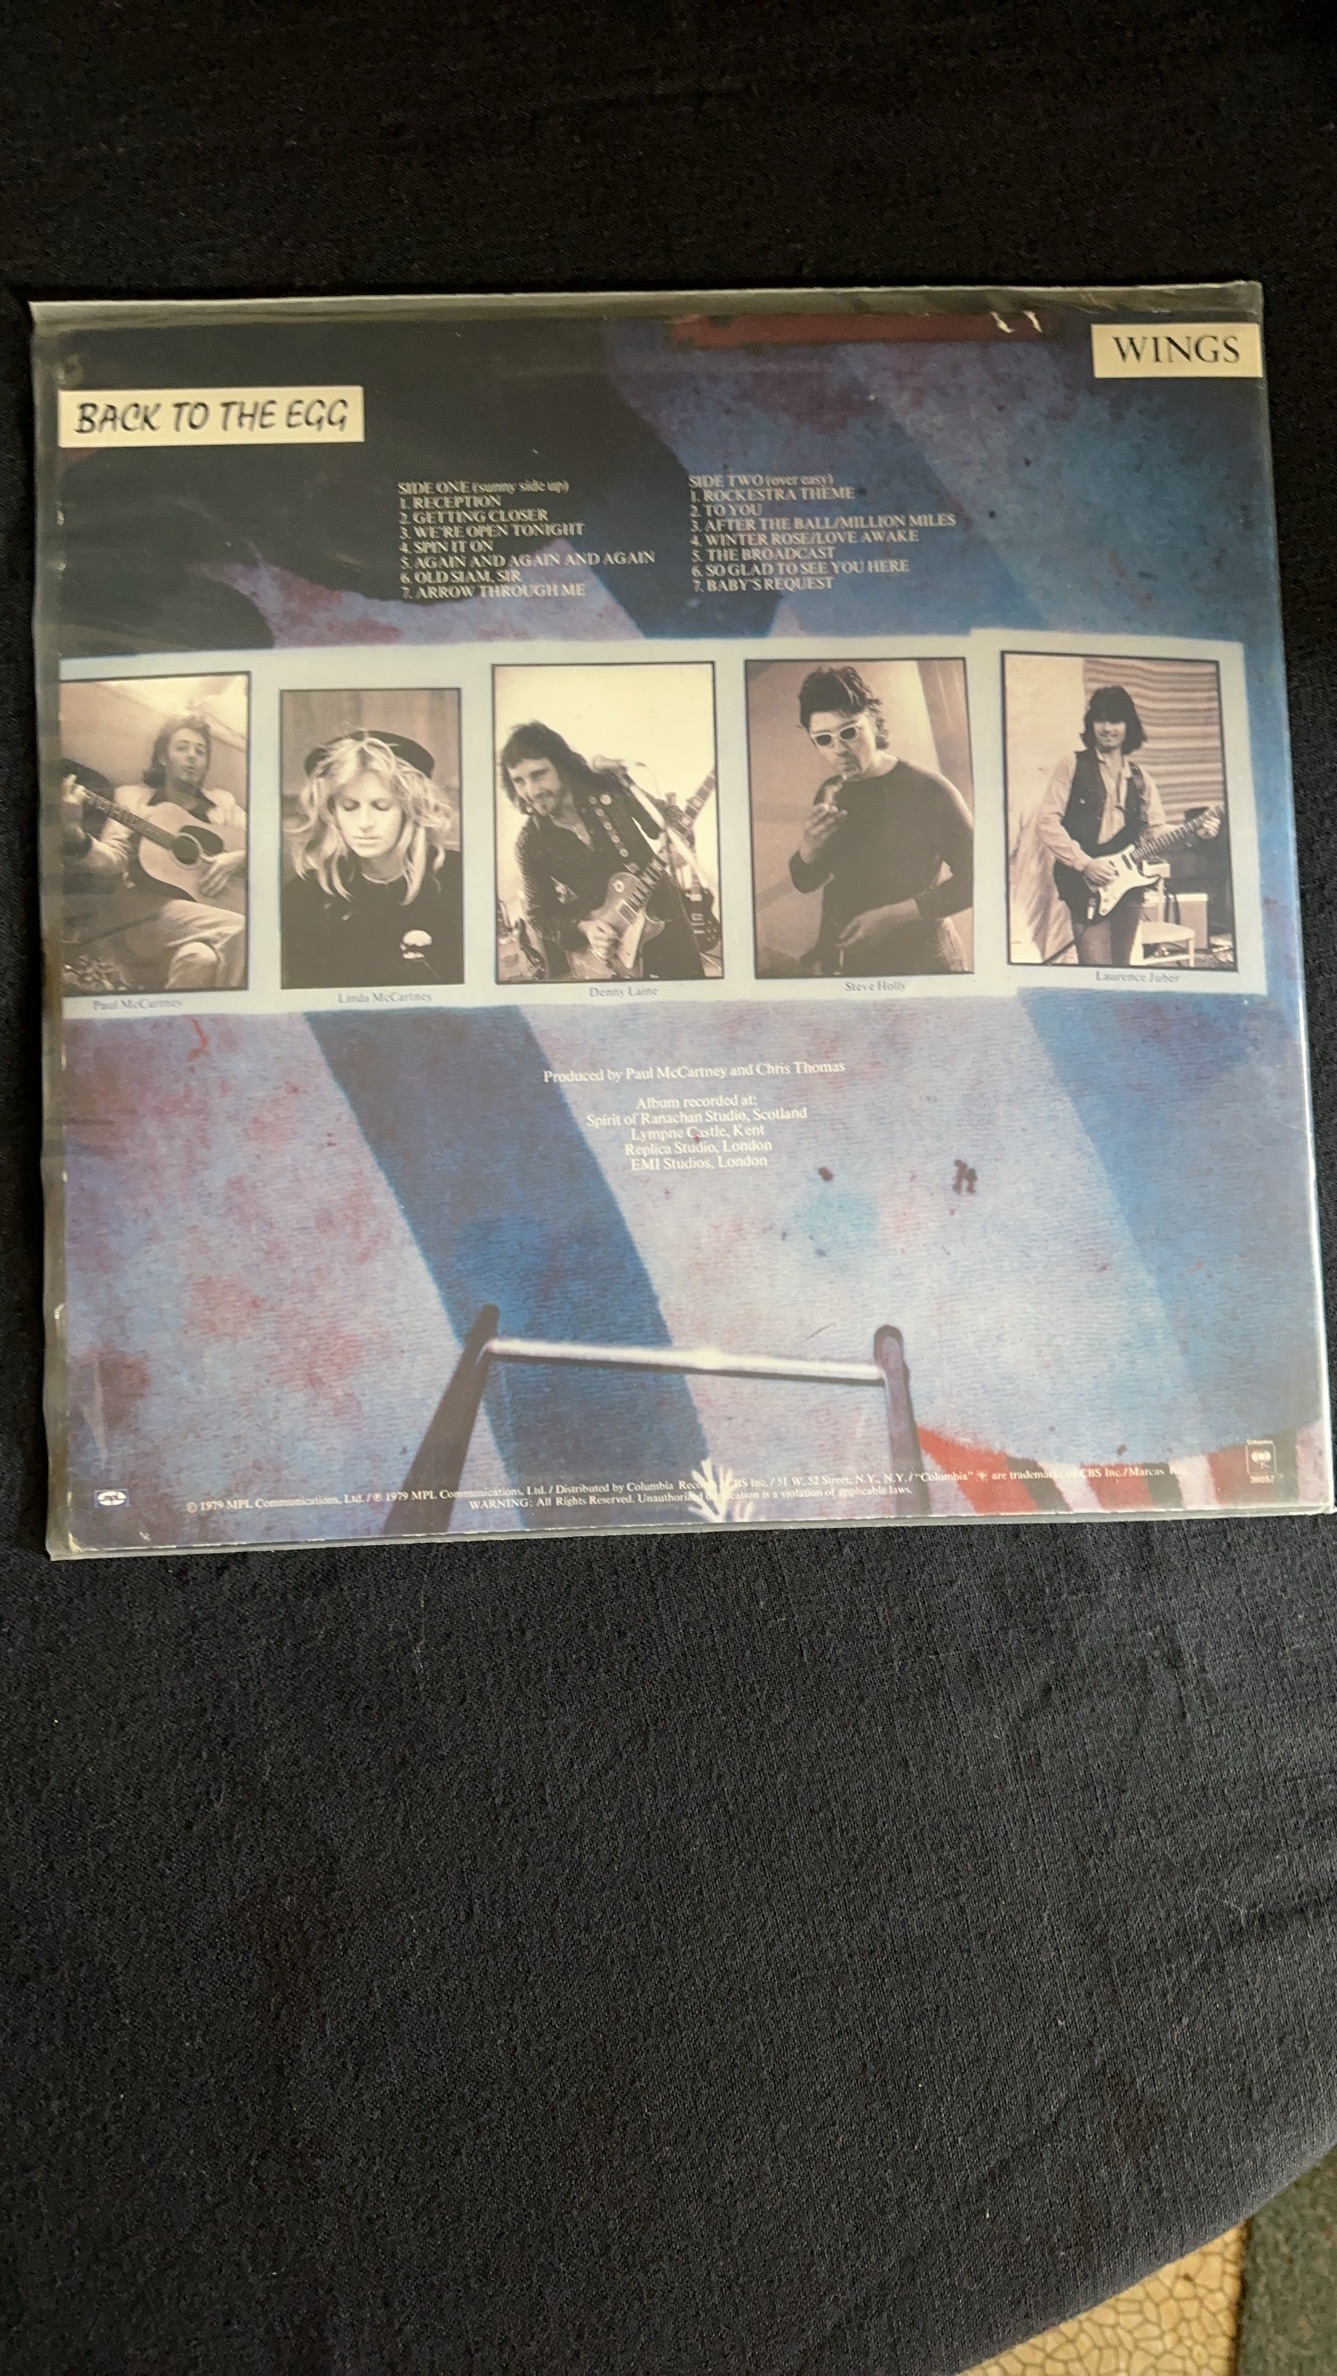 WINGS
BACK TO THE EGG
SIDE ONE (sunny side up)
1. RECEPTION
2. GETTING CLOSER
3. WE'RE OPEN TONIGHT
4. SPIN IT ON
5. AGAIN AND AGAIN AND AGAIN
6. OLD SIAM, SIR
7. ARROW THROUGH ME
SIDE TWO (over easy)
1. ROCKESTRA THEME
2. TO YOU
3. AFTER THE BALL/MILLION MILES
4. WINTER ROSE/LOVE AWAKE
5. THE BROADCAST
6. SO GLAD TO SEE YOU HERE
7. BABY'S REQUEST
Paul McCartney
Linda McCartney
Denny Laine
Steve Holly
Laurence Juber
Produced by Paul McCartney and Chris Thomas
Album recorded at:
Spirit of Ranachan Studio, Scotland
Lympne Castle, Kent
Replica Studio, London
EMI Studios, London
© 1979 MPL Communications, Ltd. / ℗ 1979 MPL Communications, Ltd. / Distributed by Columbia CBS Inc. / 51 W. 52 Street, N.Y., N.Y. / "Columbia" are trademarks of CBS Inc./Marcas
WARNING: All Rights Reserved. Unauthorized is a violation of applicable laws.
Columbia
36057